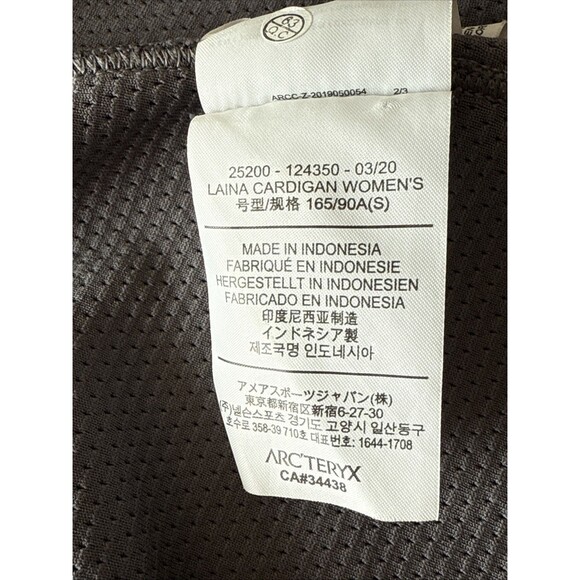 63
Q.C
ARCC-Z-2019050054 2/3
25200 - 124350 - 03/20
LAINA CARDIGAN WOMEN'S
号型/规格 165/90A(S)
MADE IN INDONESIA
FABRIQUÉ EN INDONESIE
HERGESTELLT IN INDONESIEN
FABRICADO EN INDONESIA
印度尼西亚制造
インドネシア製
제조국명 인도네시아
アメアスポーツジャパン(株)
東京都新宿区新宿6-27-30
(주)넬슨스포츠 경기도 고양시 일산동구
호수로 358-39 710호 대표번호: 1644-1708
ARC'TERYX
CA#34438